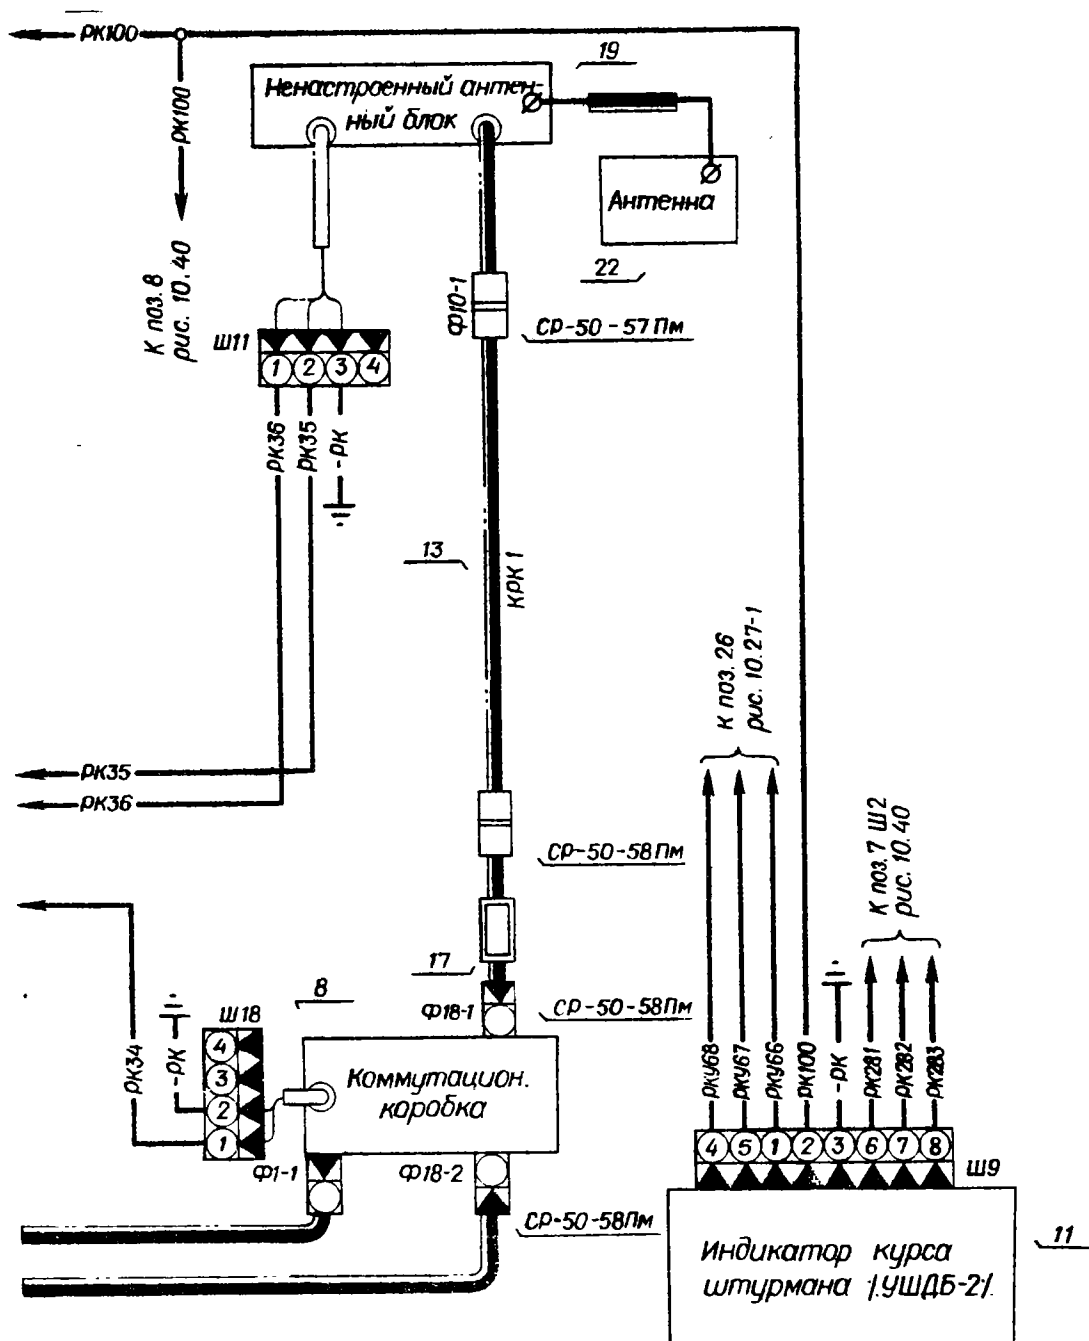 РК100
19
Ненастроенный антен-
ный блок
РК100
Антенна
22
К поз. 8
рис. 10.40
Ф10-1
СР-50-57Пм
Ш11
1 2 3 4
РК36
РК35
-РК
13
КРК 1
К поз. 26
рис. 10.27-1
РК35
РК36
К поз. 7 Ш2
рис. 10.40
СР-50-58Пм
17
8
Ф18-1
СР-50-58Пм
Ш18
4
3
2
1
РК34
-РК
Коммутацион.
коробка
РКУ68
РКУ67
РКУ66
РК100
-РК
РК281
РК282
РК283
4 5 1 2 3 6 7 8
Ш9
Ф1-1
Ф18-2
СР-50-58Пм
11
Индикатор курса
штурмана /.УШДБ-2/.